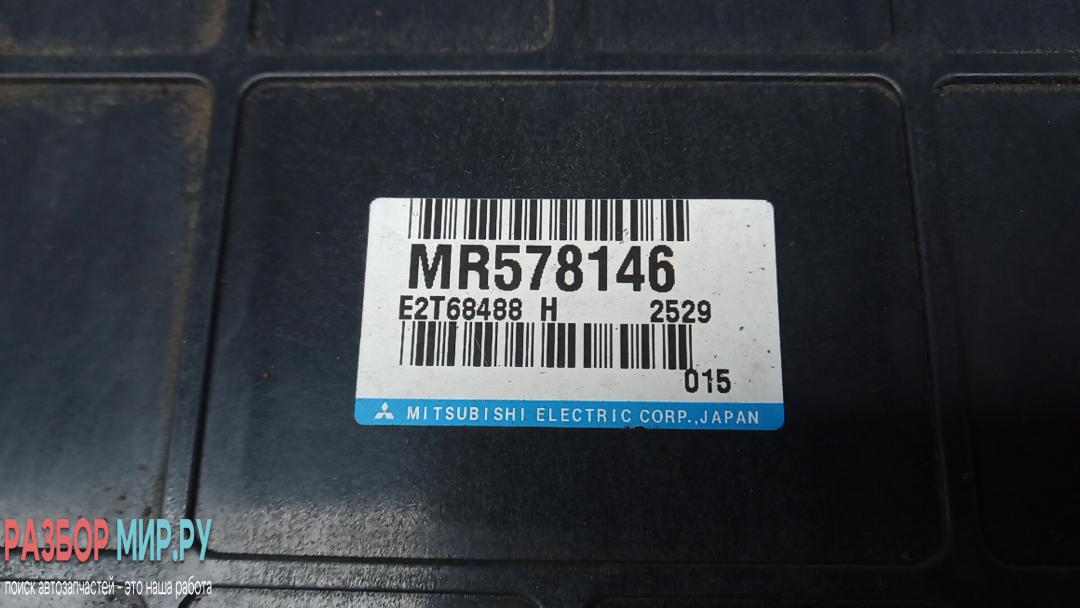 MR578146
E2T68488 H 2529
015
MITSUBISHI ELECTRIC CORP.,JAPAN
РАЗБОР МИР.РУ
поиск автозапчастей - это наша работа